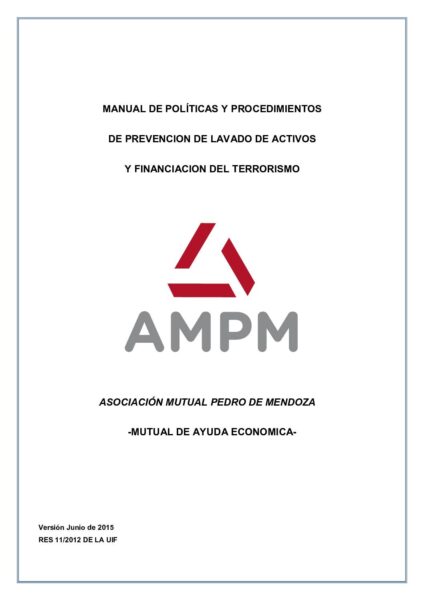 MANUAL DE POLÍTICAS Y PROCEDIMIENTOS
DE PREVENCION DE LAVADO DE ACTIVOS
Y FINANCIACION DEL TERRORISMO
AMPM
ASOCIACIÓN MUTUAL PEDRO DE MENDOZA
-MUTUAL DE AYUDA ECONOMICA-
Versión Junio de 2015
RES 11/2012 DE LA UIF